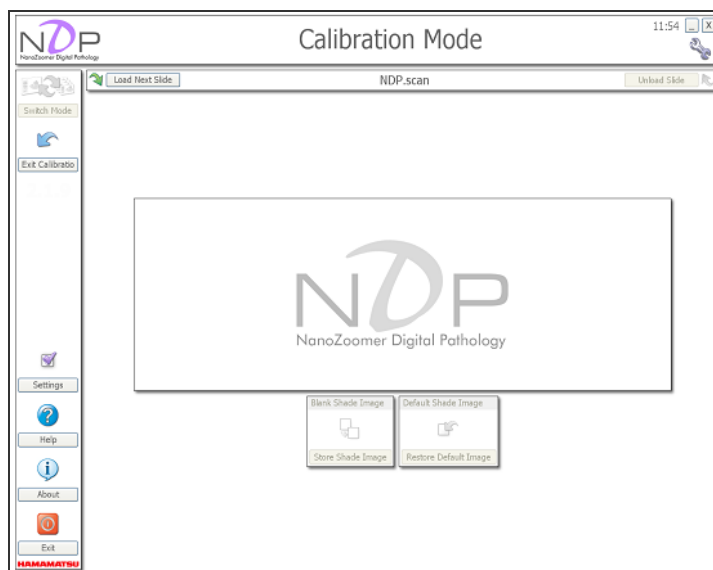 NDP
NanoZoomer Digital Pathology
Calibration Mode
11:54
_ X
Switch Mode
Load Next Slide
NDP.scan
Unload Slide
Exit Calibratio
NDP
NanoZoomer Digital Pathology
Blank Shade Image
Default Shade Image
Store Shade Image
Restore Default Image
Settings
Help
About
Exit
HAMAMATSU